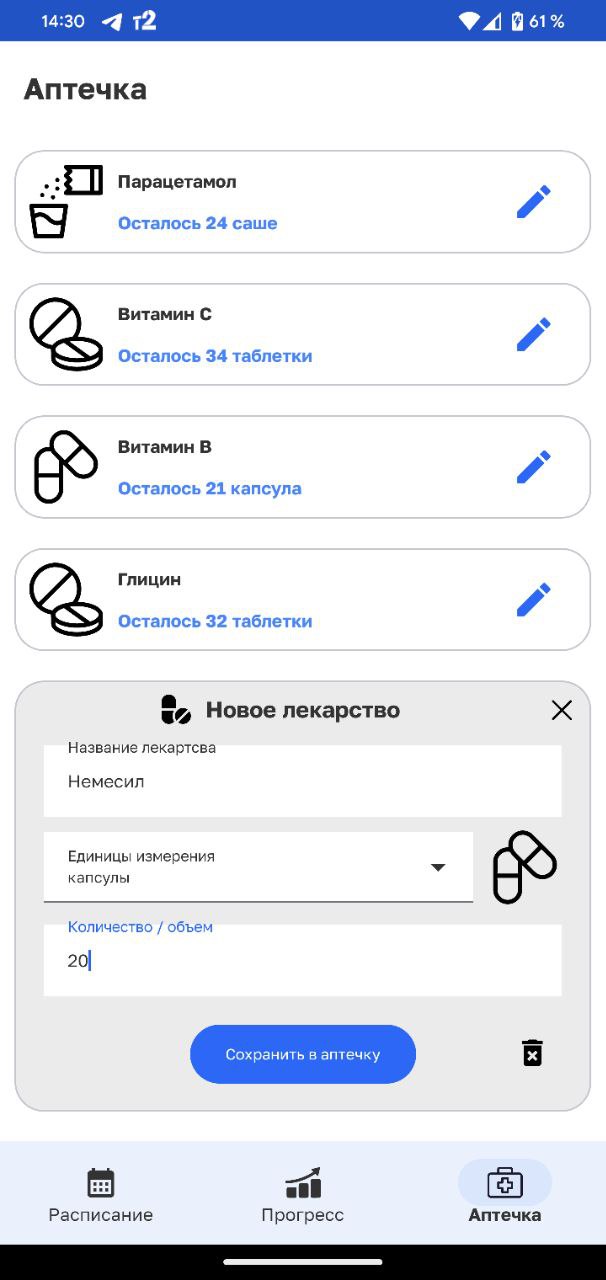 14:30 т2 61 %
Аптечка
Парацетамол
Осталось 24 саше
Витамин С
Осталось 34 таблетки
Витамин В
Осталось 21 капсула
Глицин
Осталось 32 таблетки
Новое лекарство
Название лекартсва
Немесил
Единицы измерения
капсулы
Количество / объем
20
Сохранить в аптечку
Расписание Прогресс Аптечка